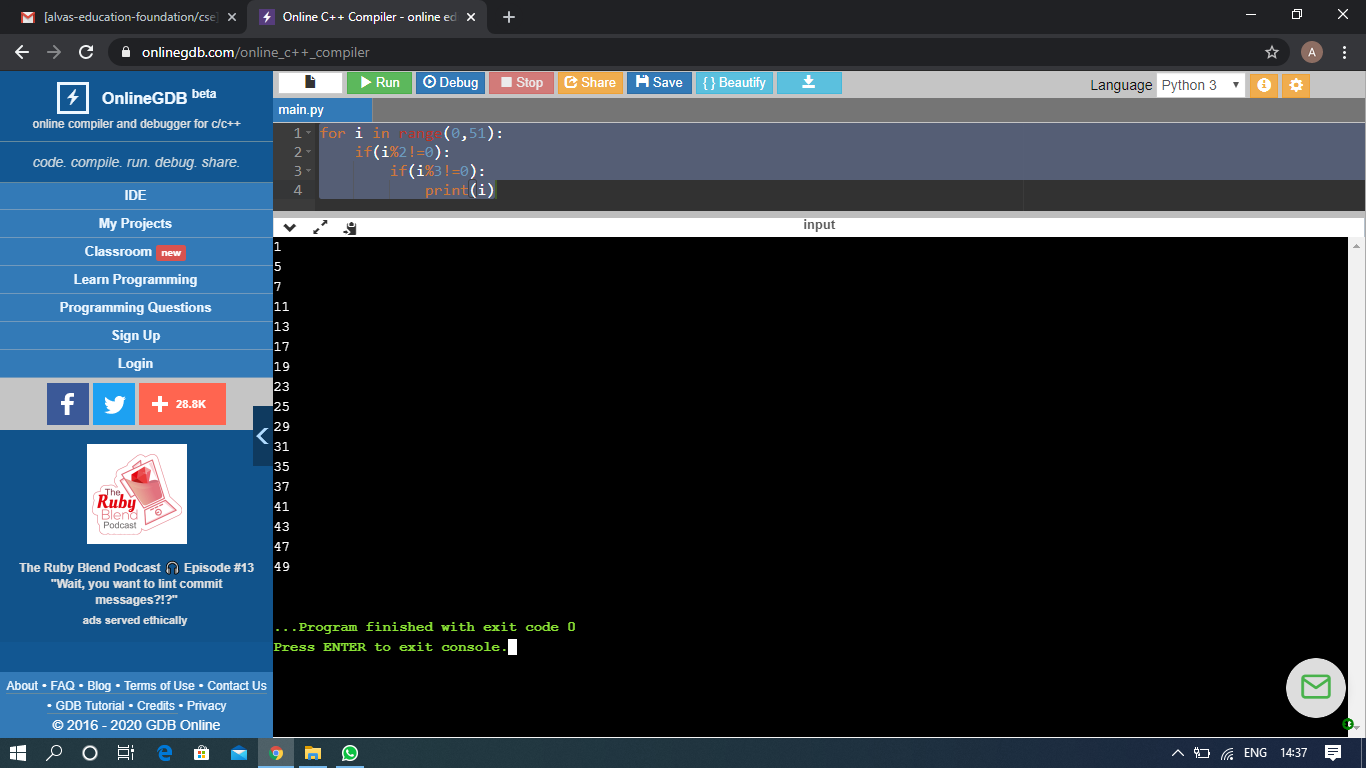 [alvas-education-foundation/cse]
Online C++ Compiler - online ed
onlinegdb.com/online_c++_compiler
A
OnlineGDB beta
online compiler and debugger for c/c++
code. compile. run. debug. share.
IDE
My Projects
Classroom new
Learn Programming
Programming Questions
Sign Up
Login
f
28.8K
The
Ruby
Blend
Podcast
The Ruby Blend Podcast 🎧 Episode #13
"Wait, you want to lint commit
messages?!?"
ads served ethically
About • FAQ • Blog • Terms of Use • Contact Us
• GDB Tutorial • Credits • Privacy
© 2016 - 2020 GDB Online
Run Debug Stop Share Save { } Beautify
Language Python 3
main.py
1 for i in range(0,51):
2     if(i%2!=0):
3         if(i%3!=0):
4             print(i)
input
1
5
7
11
13
17
19
23
25
29
31
35
37
41
43
47
49
...Program finished with exit code 0
Press ENTER to exit console.
ENG 14:37